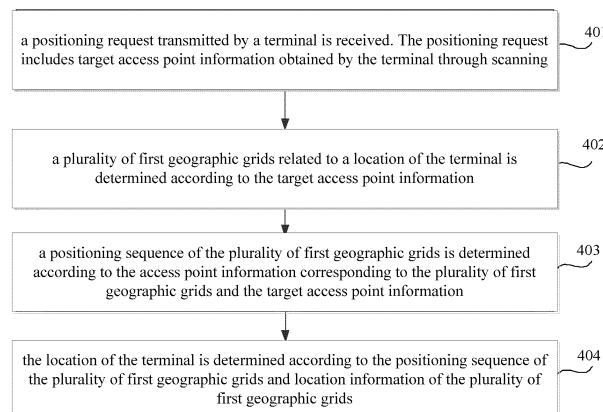 a positioning request transmitted by a terminal is received. The positioning request
includes target access point information obtained by the terminal through scanning
401
a plurality of first geographic grids related to a location of the terminal is
determined according to the target access point information
402
a positioning sequence of the plurality of first geographic grids is determined
according to the access point information corresponding to the plurality of first
geographic grids and the target access point information
403
the location of the terminal is determined according to the positioning sequence of
the plurality of first geographic grids and location information of the plurality of
first geographic grids
404